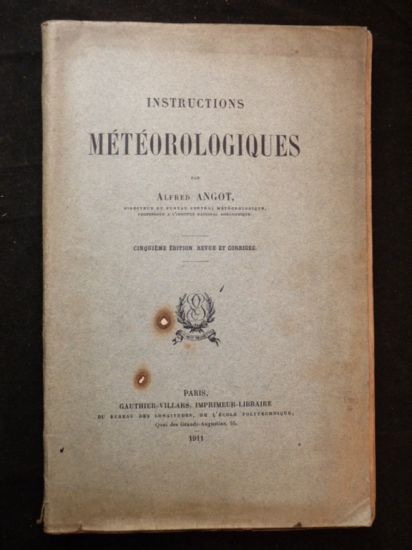 INSTRUCTIONS
MÉTÉOROLOGIQUES
PAR
ALFRED ANGOT,
DIRECTEUR DU BUREAU CENTRAL MÉTÉOROLOGIQUE,
PROFESSEUR A L'INSTITUT NATIONAL AGRONOMIQUE.
CINQUIÈME ÉDITION REVUE ET CORRIGÉE.
PARIS,
GAUTHIER-VILLARS, IMPRIMEUR-LIBRAIRE
DU BUREAU DES LONGITUDES, DE L'ÉCOLE POLYTECHNIQUE,
Quai des Grands-Augustins, 55.
1911